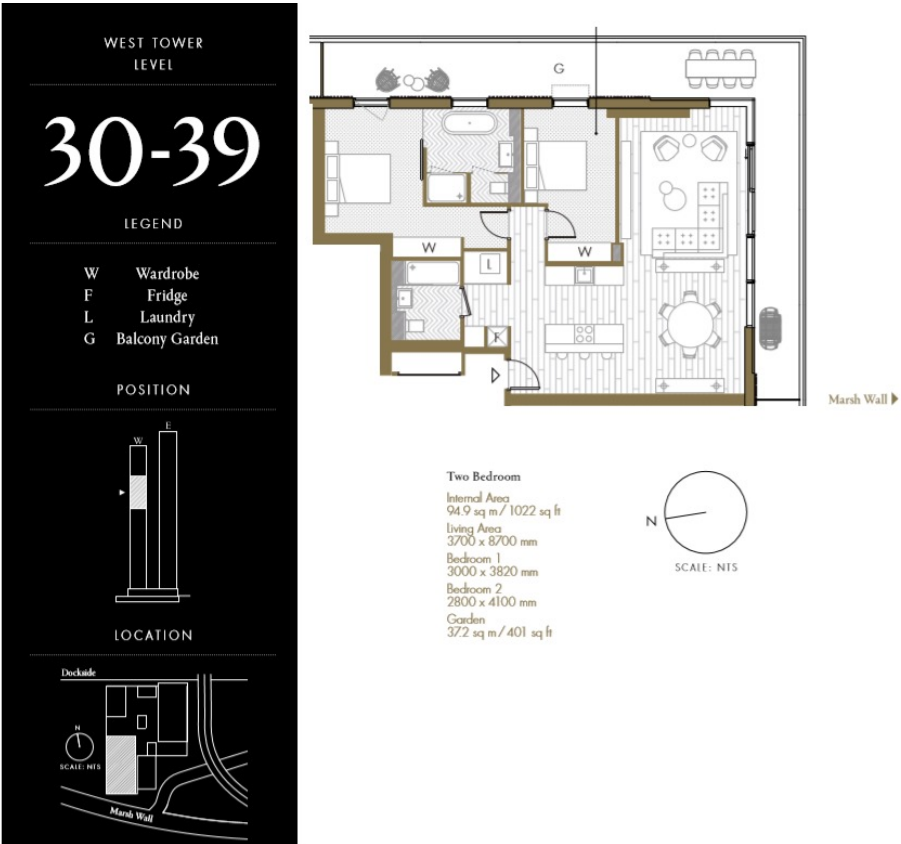 WEST TOWER
LEVEL
30-39
LEGEND
W Wardrobe
F Fridge
L Laundry
G Balcony Garden
POSITION
W
E
LOCATION
Dockside
N
SCALE: NTS
Marsh Wall
G
W
W
L
F
Marsh Wall
Two Bedroom
Internal Area
94.9 sq m / 1022 sq ft
Living Area
3700 x 8700 mm
Bedroom 1
3000 x 3820 mm
Bedroom 2
2800 x 4100 mm
Garden
37.2 sq m / 401 sq ft
N
SCALE: NTS